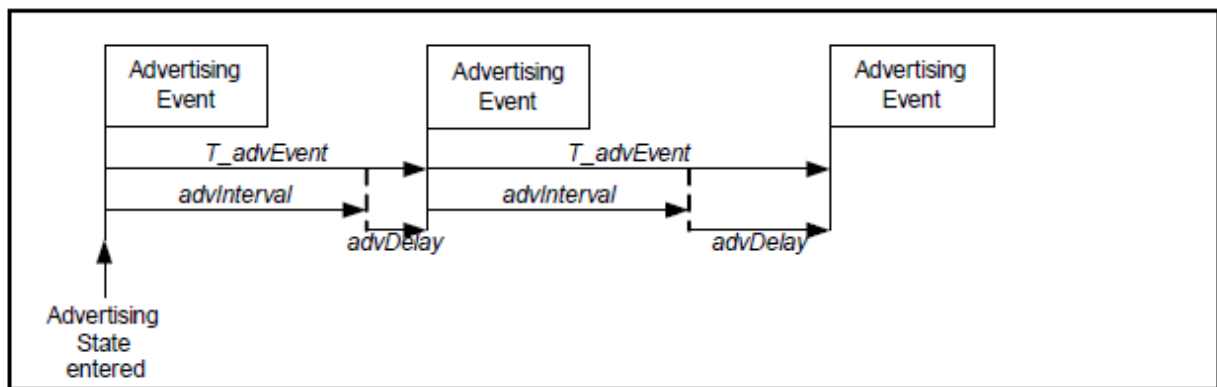 Advertising
Event
Advertising
Event
Advertising
Event
T_advEvent
T_advEvent
advInterval
advInterval
advDelay
advDelay
Advertising
State
entered